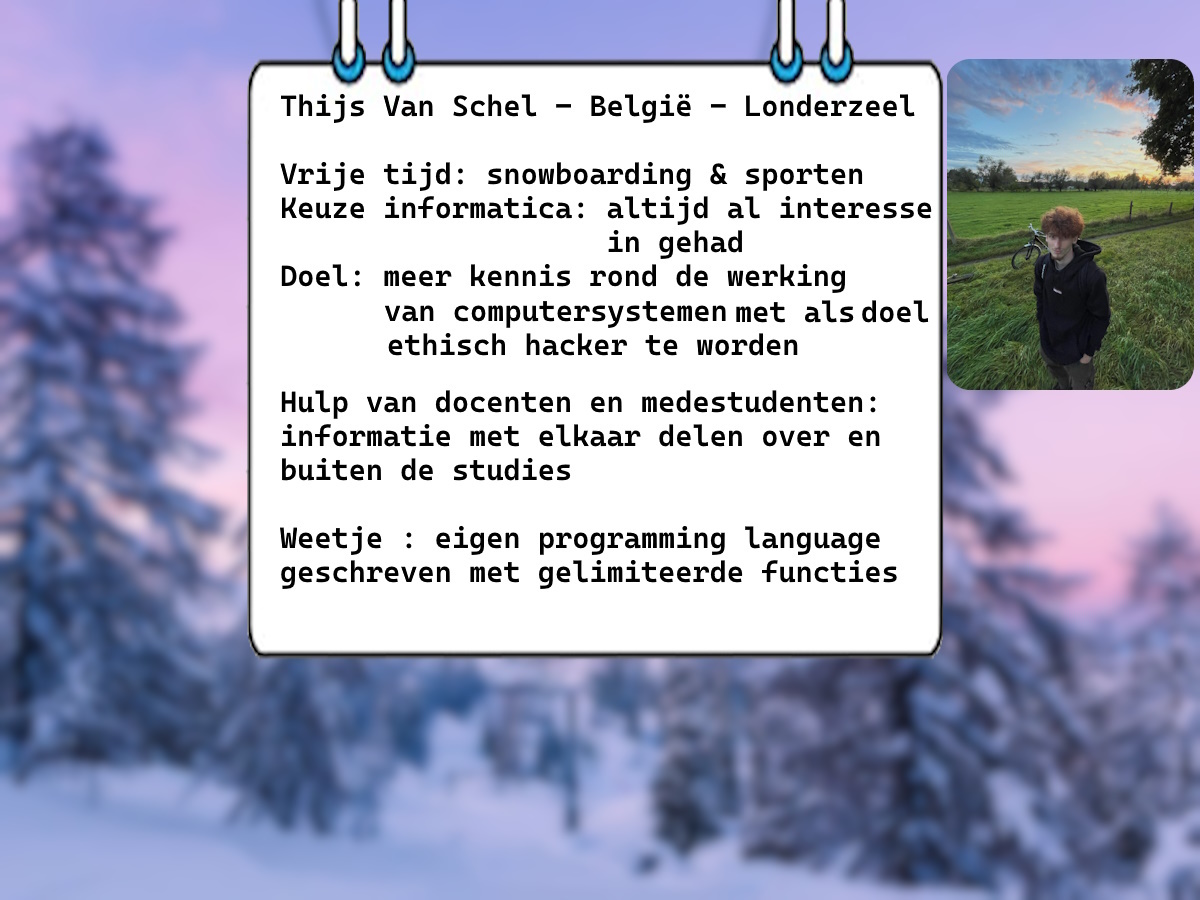 Thijs Van Schel – België – Londerzeel
Vrije tijd: snowboarding & sporten
Keuze informatica: altijd al interesse
in gehad
Doel: meer kennis rond de werking
van computersystemen met als doel
ethisch hacker te worden
Hulp van docenten en medestudenten:
informatie met elkaar delen over en
buiten de studies
Weetje : eigen programming language
geschreven met gelimiteerde functies